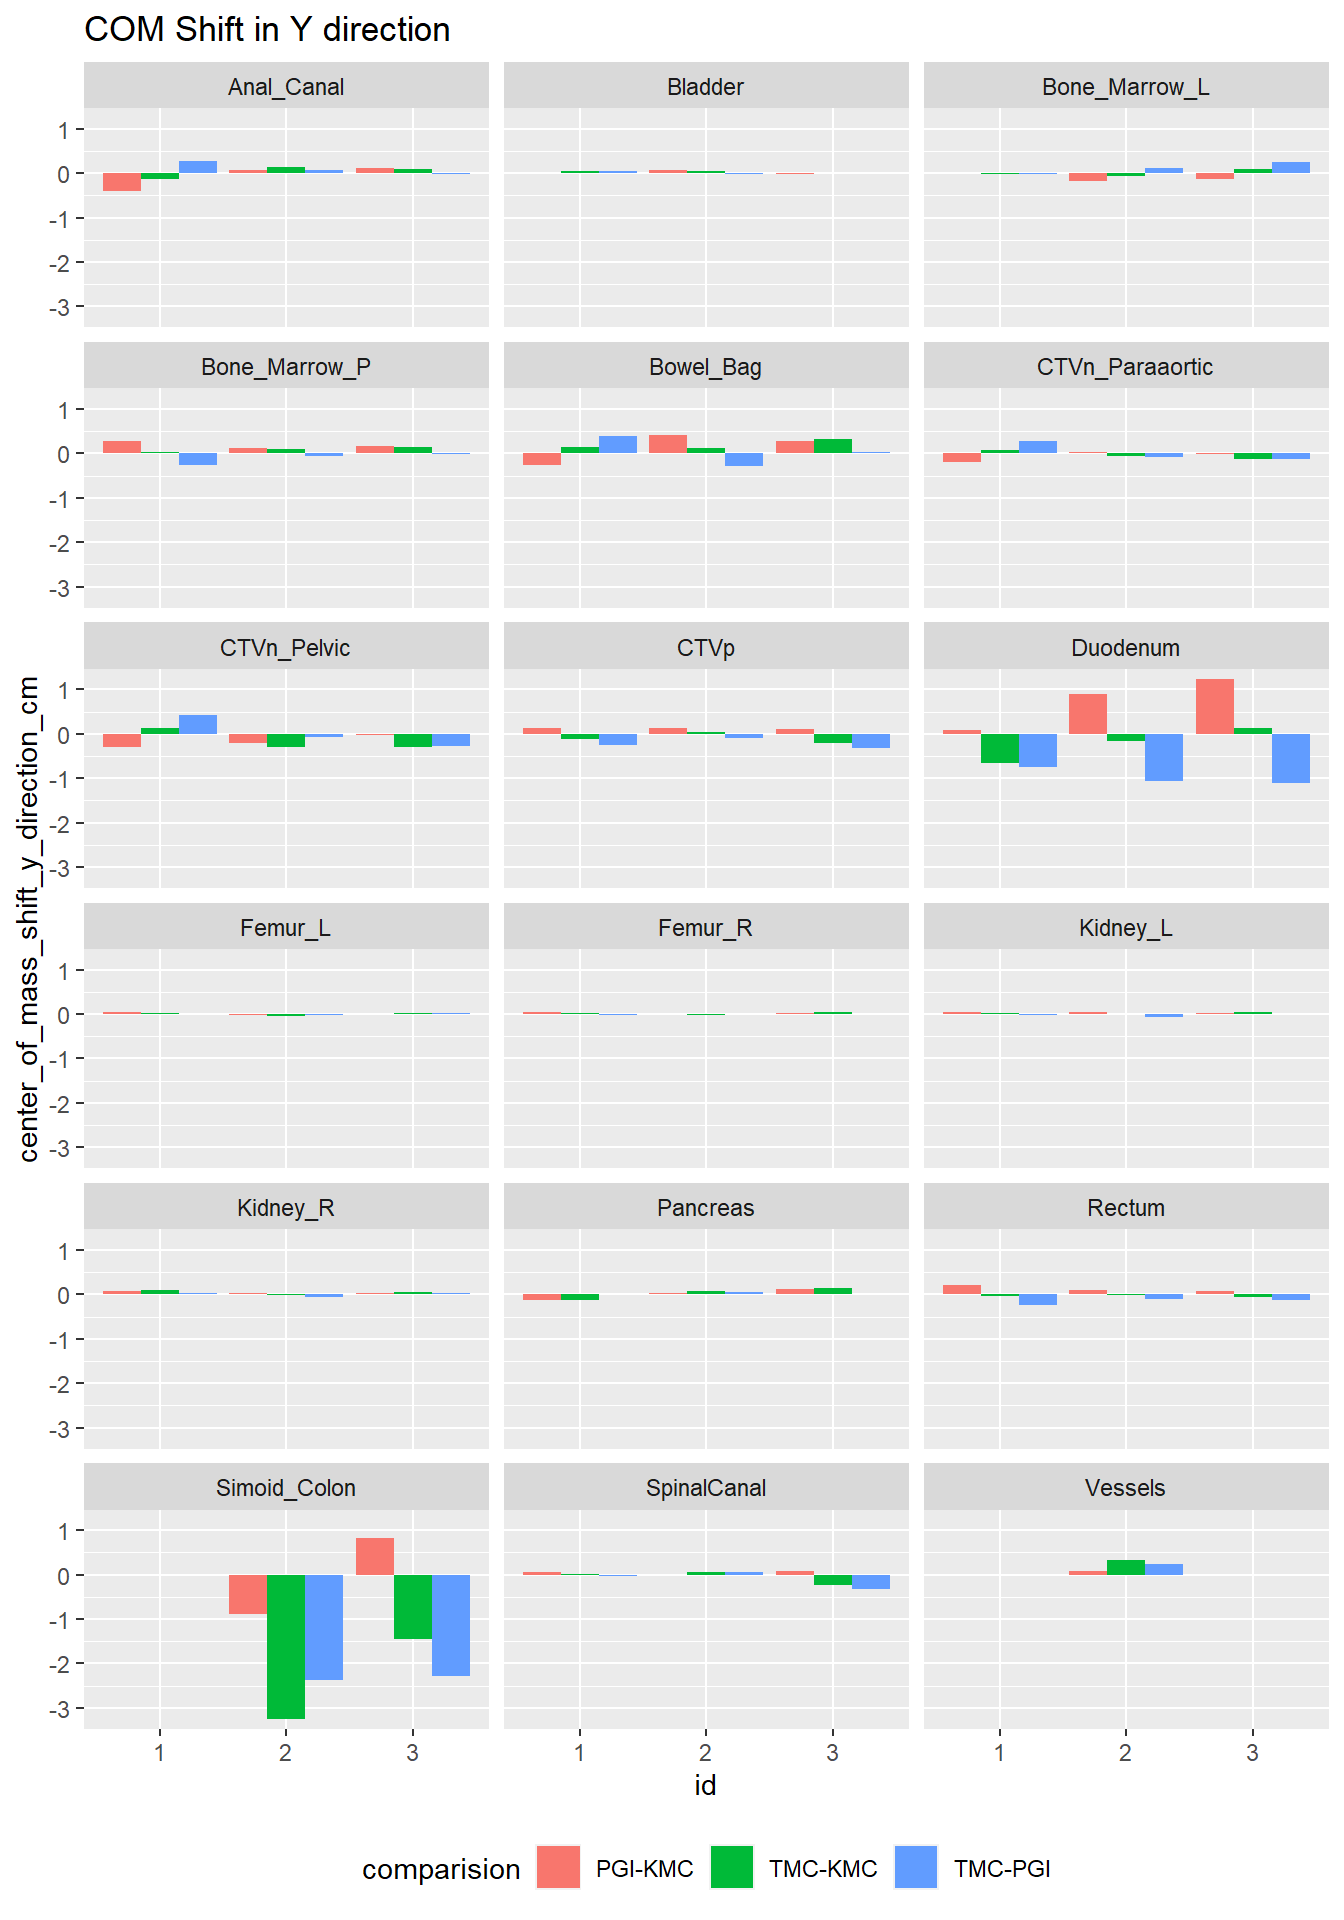 COM Shift in Y direction
Anal_Canal Bladder Bone_Marrow_L
1
0
-1
-2
-3
Bone_Marrow_P Bowel_Bag CTVn_Paraaortic
1
0
-1
-2
-3
CTVn_Pelvic CTVp Duodenum
1
0
-1
-2
-3
center_of_mass_shift_y_direction_cm
Femur_L Femur_R Kidney_L
1
0
-1
-2
-3
Kidney_R Pancreas Rectum
1
0
-1
-2
-3
Simoid_Colon SpinalCanal Vessels
1
0
-1
-2
-3
1 2 3 1 2 3 1 2 3
id
comparision PGI-KMC TMC-KMC TMC-PGI